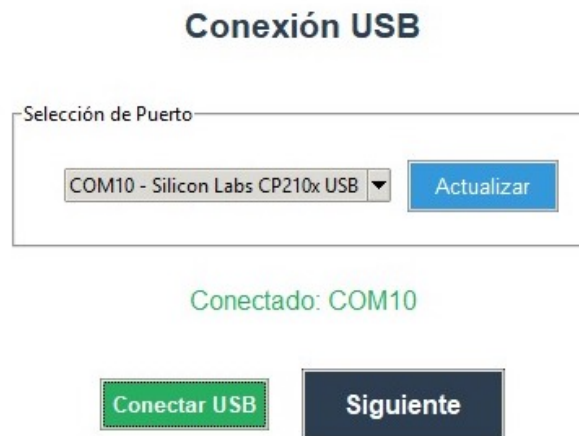 Conexión USB
Selección de Puerto
COM10 - Silicon Labs CP210x USB
Actualizar
Conectado: COM10
Conectar USB
Siguiente